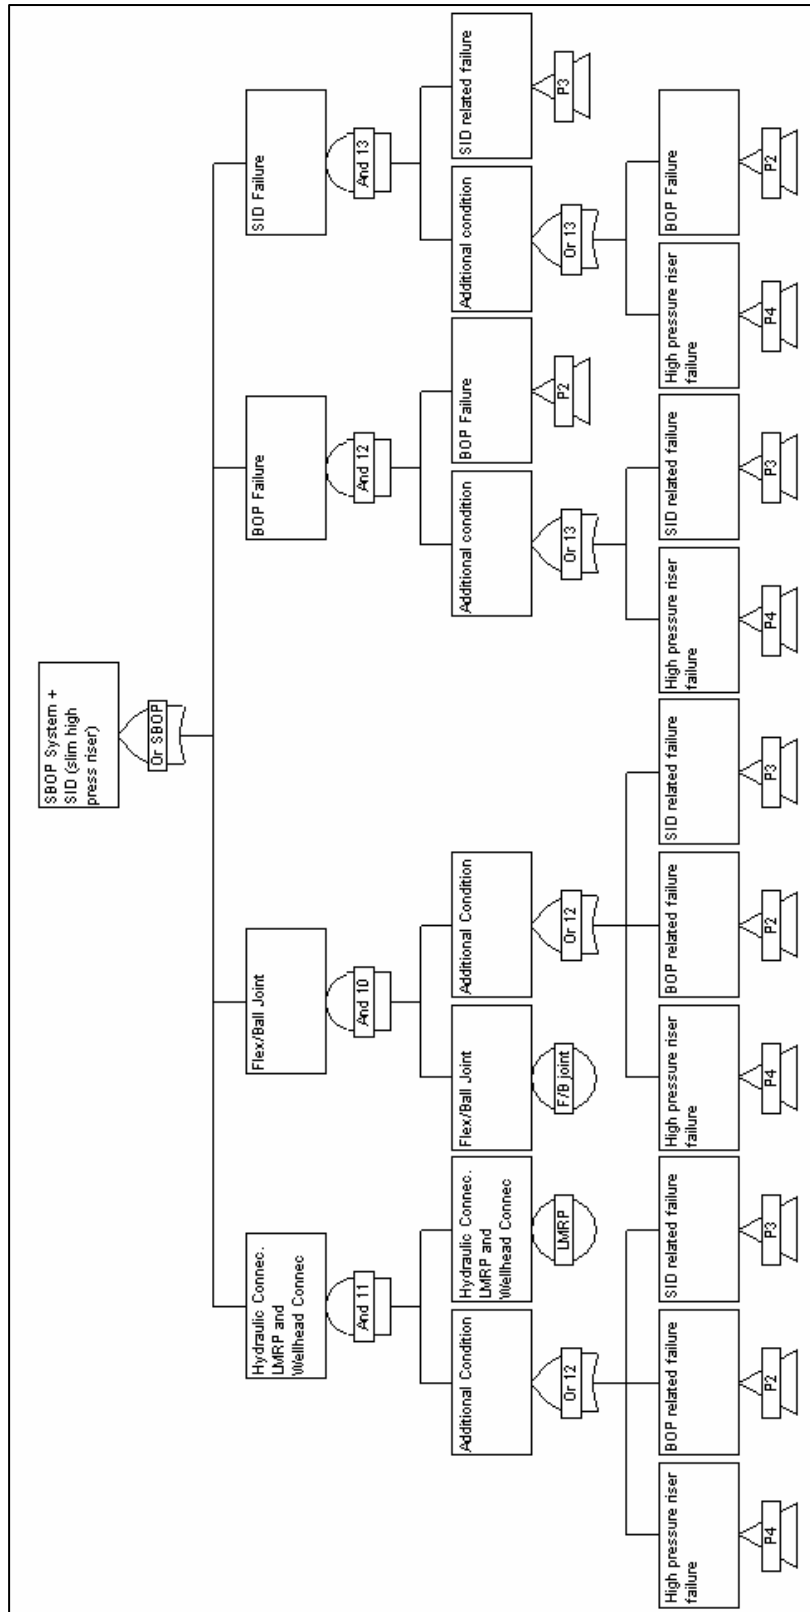 SBOP System +
SID (slim high
press riser)
Or SBOP
Hydraulic Connec.
LMRP and
Wellhead Connec
And 11
Flex/Ball Joint
And 10
BOP Failure
And 12
SID Failure
And 13
Additional Condition
Or 12
Hydraulic Connec.
LMRP and
Wellhead Connec
LMRP
Flex/Ball Joint
F/B joint
Additional Condition
Or 12
Additional condition
Or 13
BOP Failure
P2
Additional condition
Or 13
SID related failure
P3
High pressure riser
failure
P4
BOP related failure
P2
SID related failure
P3
High pressure riser
failure
P4
BOP related failure
P2
SID related failure
P3
High pressure riser
failure
P4
SID related failure
P3
High pressure riser
failure
P4
BOP Failure
P2